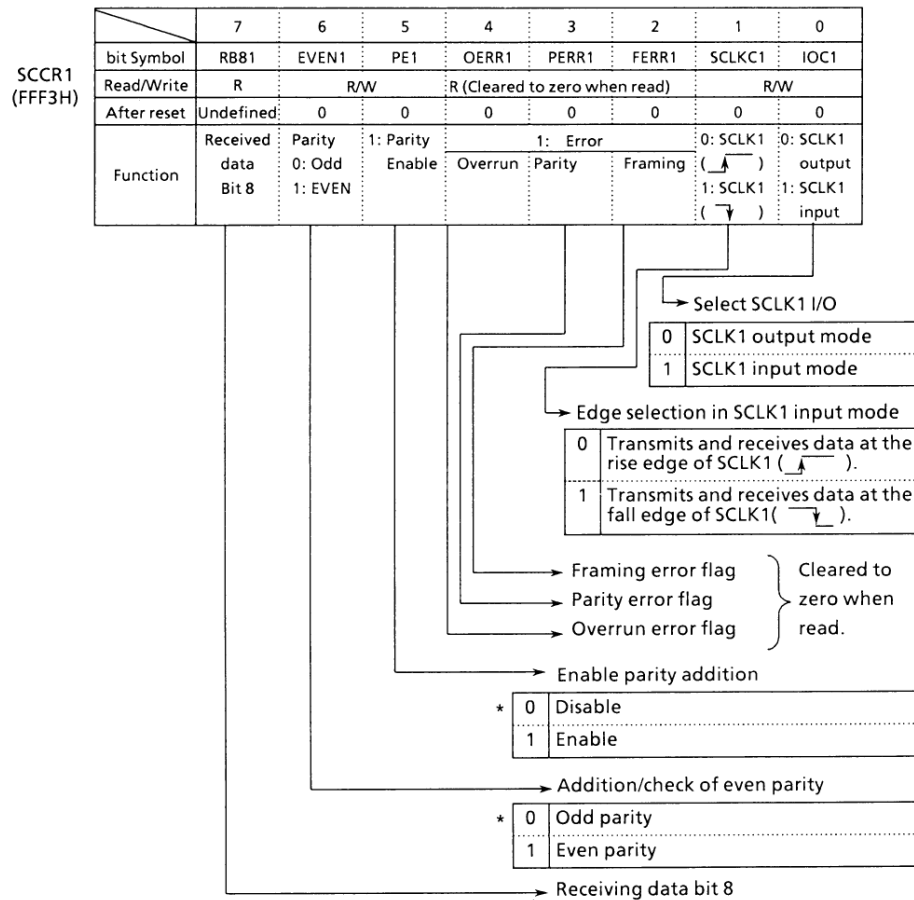 7 6 5 4 3 2 1 0
bit Symbol RB81 EVEN1 PE1 OERR1 PERR1 FERR1 SCLKC1 IOC1
SCCR1
(FFF3H)
Read/Write R R/W R (Cleared to zero when read) R/W
After reset Undefined 0 0 0 0 0 0 0
Function
Received
data
Bit 8
Parity
0: Odd
1: EVEN
1: Parity
Enable
1: Error
Overrun Parity Framing
0: SCLK1
( )
1: SCLK1
( )
0: SCLK1
output
1: SCLK1
input
Select SCLK1 I/O
0 SCLK1 output mode
1 SCLK1 input mode
Edge selection in SCLK1 input mode
0 Transmits and receives data at the
rise edge of SCLK1 ( ).
1 Transmits and receives data at the
fall edge of SCLK1( ).
Framing error flag
Parity error flag
Overrun error flag
Cleared to
zero when
read.
Enable parity addition
* 0 Disable
1 Enable
Addition/check of even parity
* 0 Odd parity
1 Even parity
Receiving data bit 8